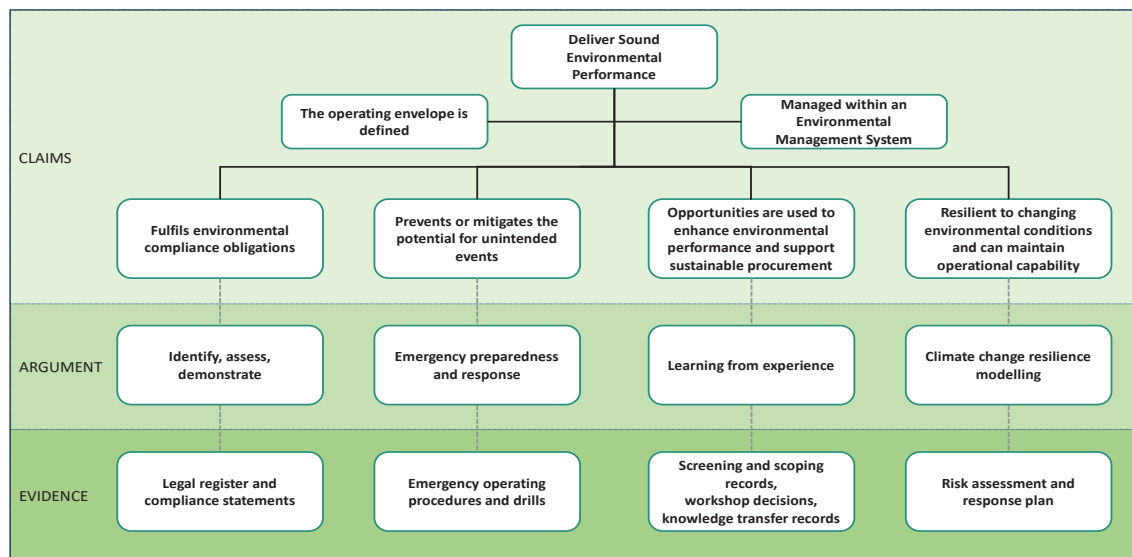 Deliver Sound
Environmental
Performance
The operating envelope is
defined
Managed within an
Environmental
Management System
CLAIMS
Fulfils environmental
compliance obligations
Prevents or mitigates the
potential for unintended
events
Opportunities are used to
enhance environmental
performance and support
sustainable procurement
Resilient to changing
environmental conditions
and can maintain
operational capability
ARGUMENT
Identify, assess,
demonstrate
Emergency preparedness
and response
Learning from experience
Climate change resilience
modelling
EVIDENCE
Legal register and
compliance statements
Emergency operating
procedures and drills
Screening and scoping
records,
workshop decisions,
knowledge transfer records
Risk assessment and
response plan